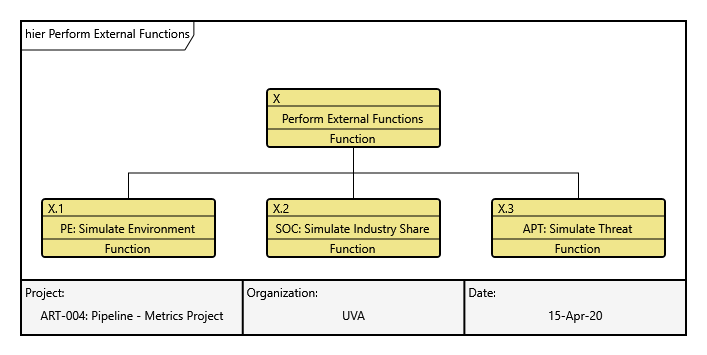 hier Perform External Functions
X
Perform External Functions
Function
X.1
PE: Simulate Environment
Function
X.2
SOC: Simulate Industry Share
Function
X.3
APT: Simulate Threat
Function
Project:
ART-004: Pipeline - Metrics Project
Organization:
UVA
Date:
15-Apr-20